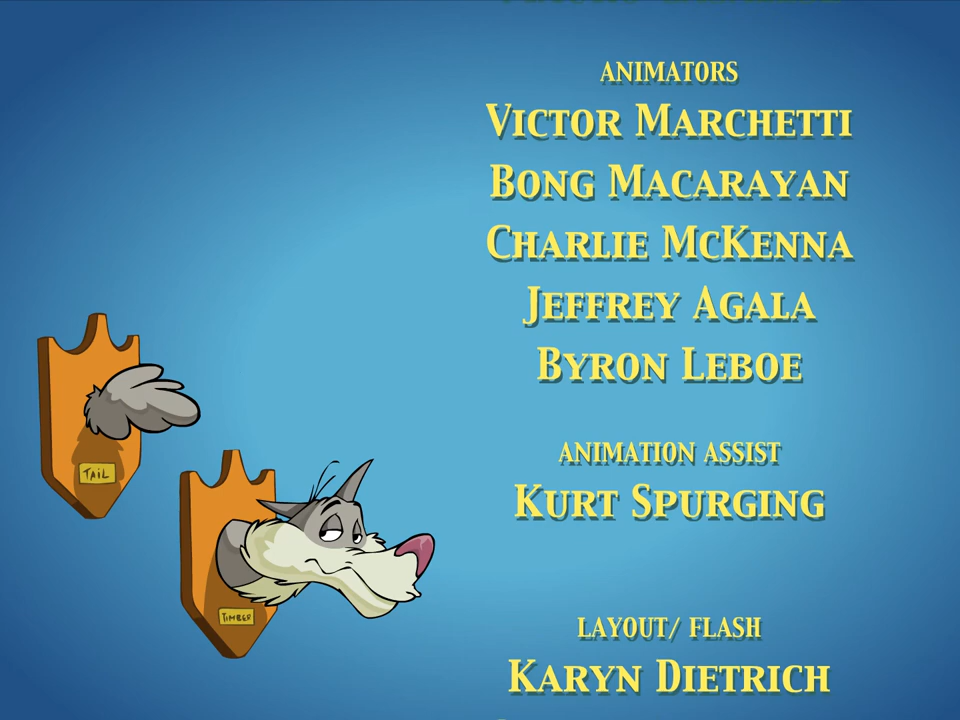 ANIMATORS
VICTOR MARCHETTI
BONG MACARAYAN
CHARLIE MCKENNA
JEFFREY AGALA
BYRON LEBOE
ANIMATION ASSIST
KURT SPURGING
LAYOUT/ FLASH
KARYN DIETRICH
TAIL
TIMBER